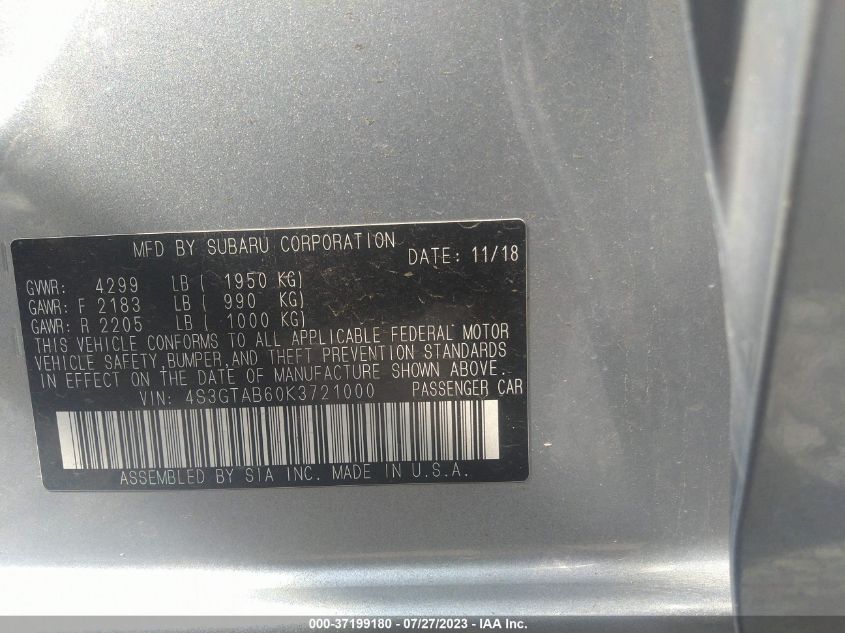 MFD BY SUBARU CORPORATION DATE: 11/18
GVWR: 4299 LB ( 1950 KG)
GAWR: F 2183 LB ( 990 KG)
GAWR: R 2205 LB ( 1000 KG)
THIS VEHICLE CONFORMS TO ALL APPLICABLE FEDERAL MOTOR
VEHICLE SAFETY,BUMPER,AND THEFT PREVENTION STANDARDS
IN EFFECT ON THE DATE OF MANUFACTURE SHOWN ABOVE.
VIN: 4S3GTAB60K3721000 PASSENGER CAR
ASSEMBLED BY SIA INC. MADE IN U.S.A.
000-37199180 / 07/27/2023 - IAA Inc.